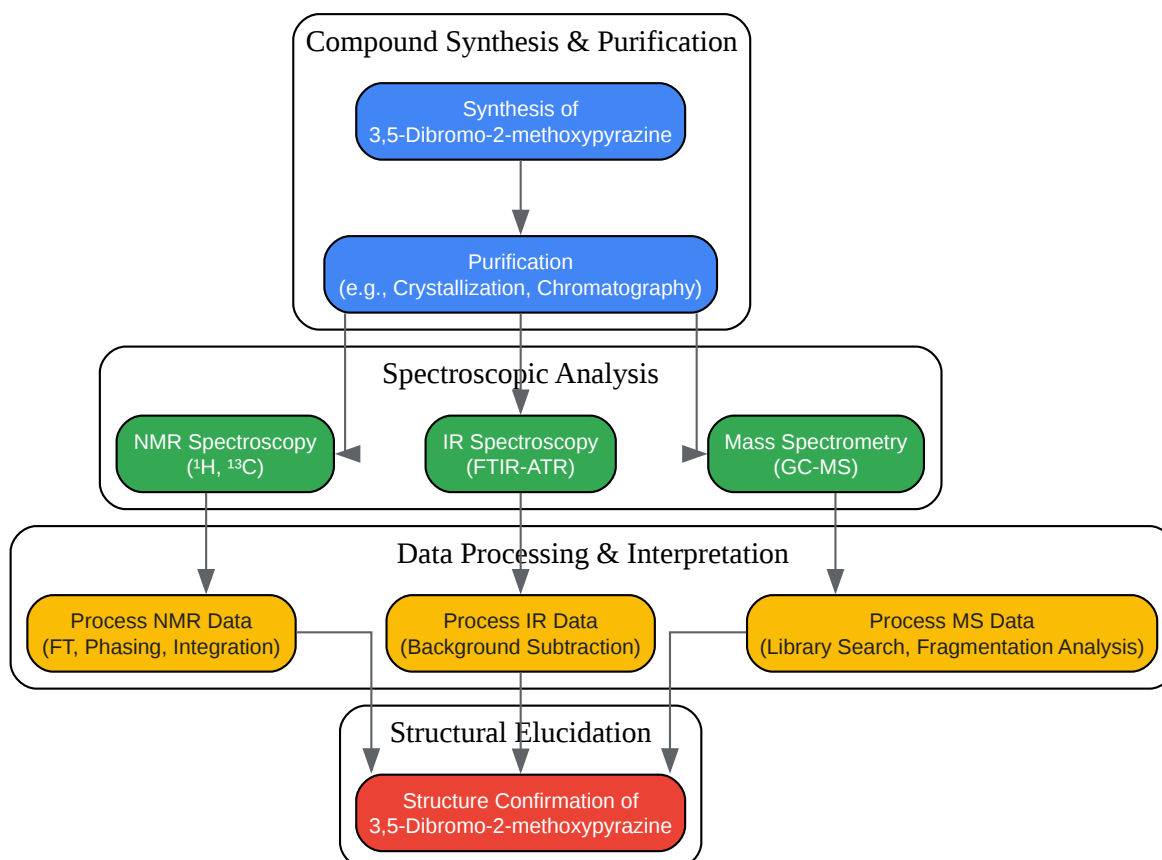 Compound Synthesis & Purification
Synthesis of
3,5-Dibromo-2-methoxypyrazine
Purification
(e.g., Crystallization, Chromatography)
Spectroscopic Analysis
NMR Spectroscopy
(¹H, ¹³C)
IR Spectroscopy
(FTIR-ATR)
Mass Spectrometry
(GC-MS)
Data Processing & Interpretation
Process NMR Data
(FT, Phasing, Integration)
Process IR Data
(Background Subtraction)
Process MS Data
(Library Search, Fragmentation Analysis)
Structural Elucidation
Structure Confirmation of
3,5-Dibromo-2-methoxypyrazine